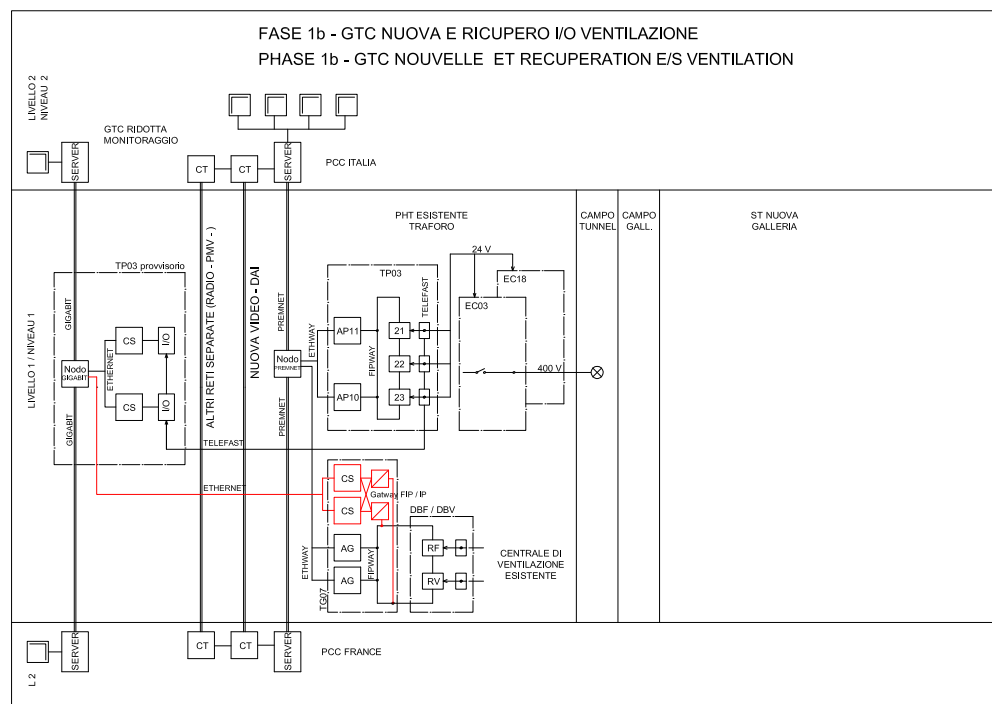 FASE 1b - GTC NUOVA E RICUPERO I/O VENTILAZIONE
PHASE 1b - GTC NOUVELLE ET RECUPERATION E/S VENTILATION
LIVELLO 2
NIVEAU 2
GTC RIDOTTA
MONITORAGGIO
SERVER
CT
CT
SERVER
PCC ITALIA
LIVELLO 1 / NIVEAU 1
PHT ESISTENTE
TRAFORO
CAMPO
TUNNEL
CAMPO
GALL.
ST NUOVA
GALLERIA
TP03 provvisorio
GIGABIT
CS
I/O
ETHERNET
Nodo
GIGABIT
CS
I/O
GIGABIT
ALTRI RETI SEPARATE (RADIO - PMV - )
NUOVA VIDEO - DAI
PREMNET
Nodo
PREMNET
PREMNET
ETHWAY
TP03
AP11
AP10
FIPWAY
21
22
23
TELEFAST
24 V
EC18
EC03
400 V
TELEFAST
ETHERNET
CS
CS
Gatway FIP / IP
DBF / DBV
ETHWAY
AG
AG
FIPWAY
TG07
RF
RV
CENTRALE DI
VENTILAZIONE
ESISTENTE
L 2
SERVER
CT
CT
SERVER
PCC FRANCE